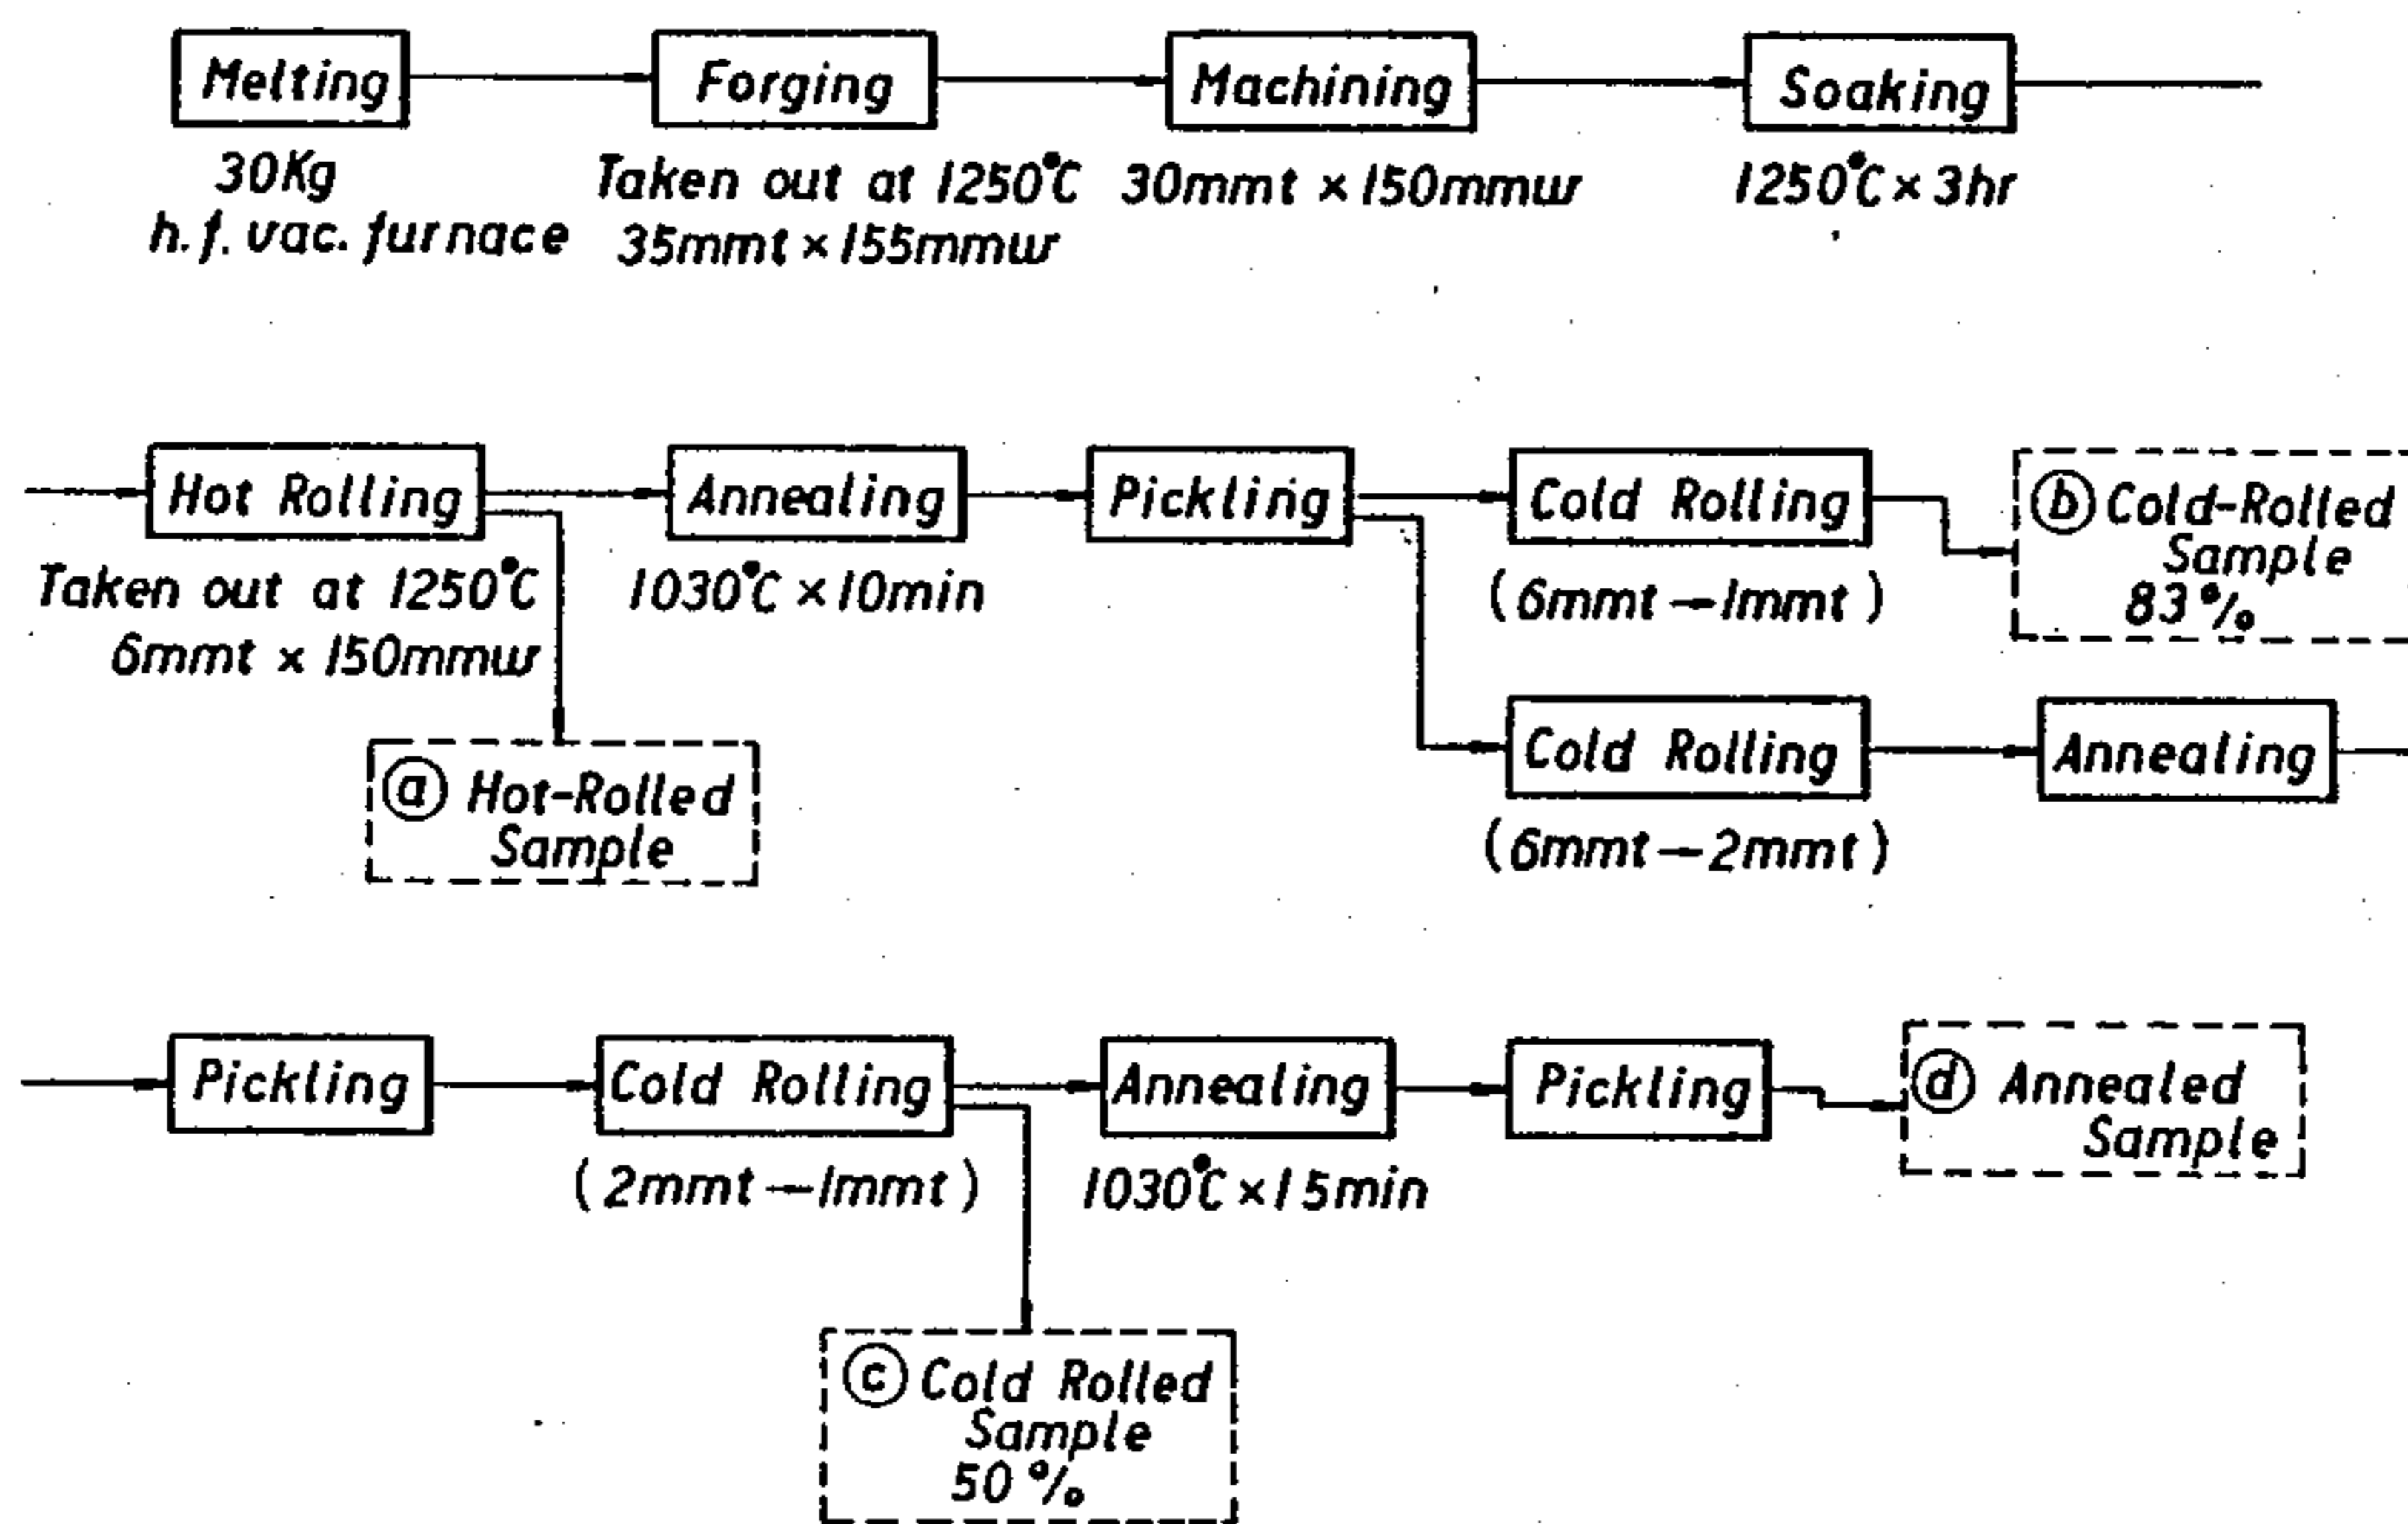 Melting
Forging
Machining
Soaking
30Kg
h.f. vac. furnace
Taken out at 1250°C
35mmt × 155mmw
30mmt × 150mmw
1250°C × 3hr
Hot Rolling
Annealing
Pickling
Cold Rolling
ⓑ Cold-Rolled
Sample
83%
Taken out at 1250°C
6mmt × 150mmw
1030°C × 10min
(6mmt—1mmt)
Cold Rolling
Annealing
ⓐ Hot-Rolled
Sample
(6mmt—2mmt)
Pickling
Cold Rolling
Annealing
Pickling
ⓓ Annealed
Sample
(2mmt—1mmt)
1030°C × 15min
ⓒ Cold Rolled
Sample
50%